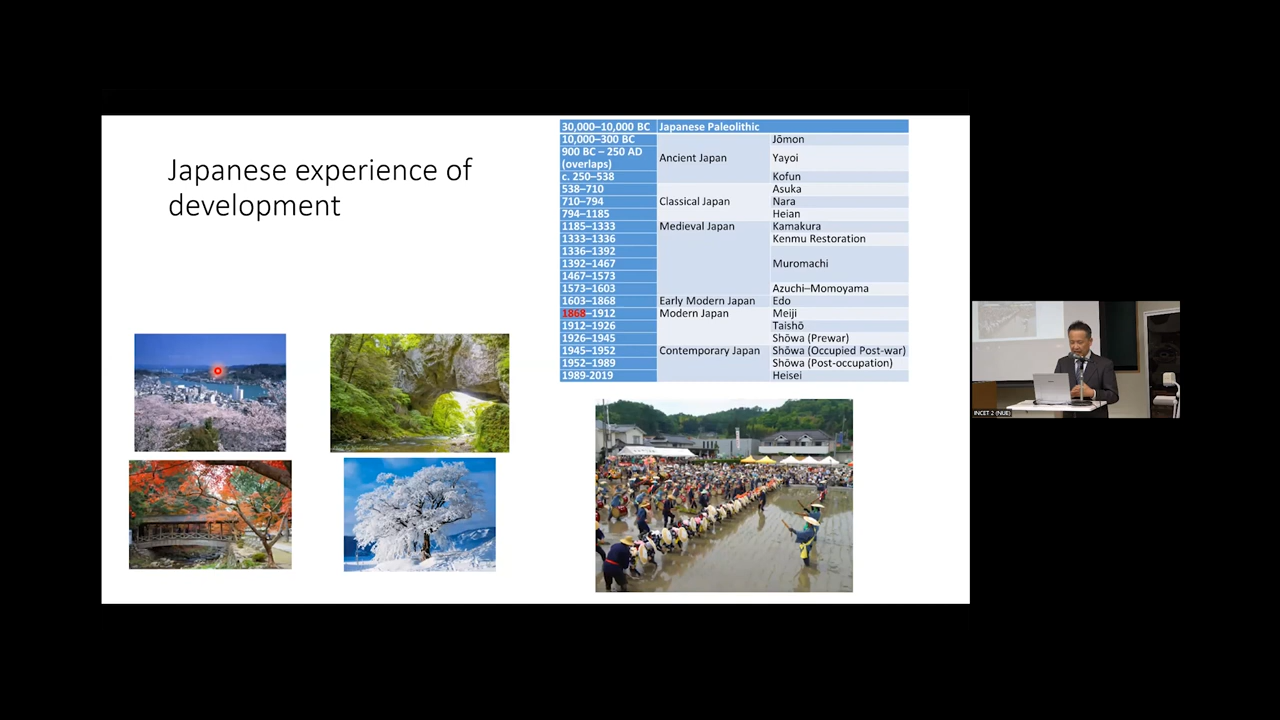 Japanese experience of
development
30,000–10,000 BC Japanese Paleolithic
10,000–300 BC Jōmon
900 BC – 250 AD
(overlaps) Ancient Japan Yayoi
c. 250–538 Kofun
538–710 Asuka
710–794 Classical Japan Nara
794–1185 Heian
1185–1333 Medieval Japan Kamakura
1333–1336 Kenmu Restoration
1336–1392
1392–1467 Muromachi
1467–1573
1573–1603 Azuchi–Momoyama
1603–1868 Early Modern Japan Edo
1868–1912 Modern Japan Meiji
1912–1926 Taishō
1926–1945 Shōwa (Prewar)
1945–1952 Contemporary Japan Shōwa (Occupied Post-war)
1952–1989 Shōwa (Post-occupation)
1989-2019 Heisei
INCET 2 (NUE)